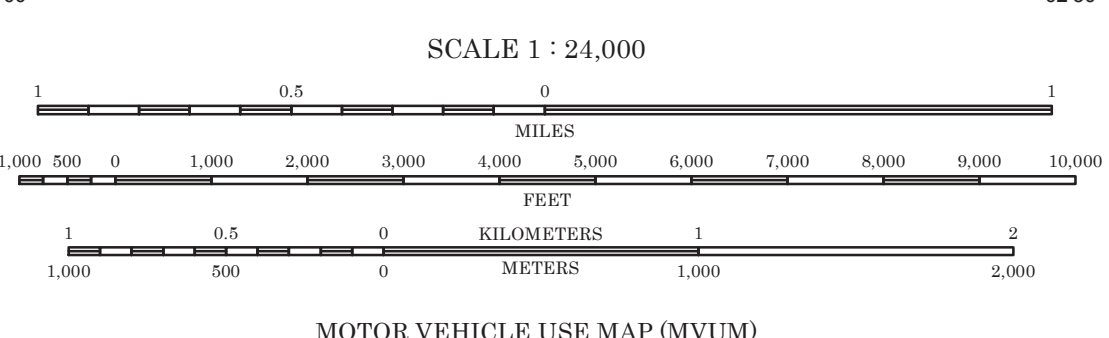 SCALE 1 : 24,000
1 0.5 0 1
MILES
1,000 500 0 1,000 2,000 3,000 4,000 5,000 6,000 7,000 8,000 9,000 10,000
FEET
1 0.5 0 KILOMETERS 1 2
1,000 500 0 METERS 1,000 2,000
MOTOR VEHICLE USE MAP (MVUM)